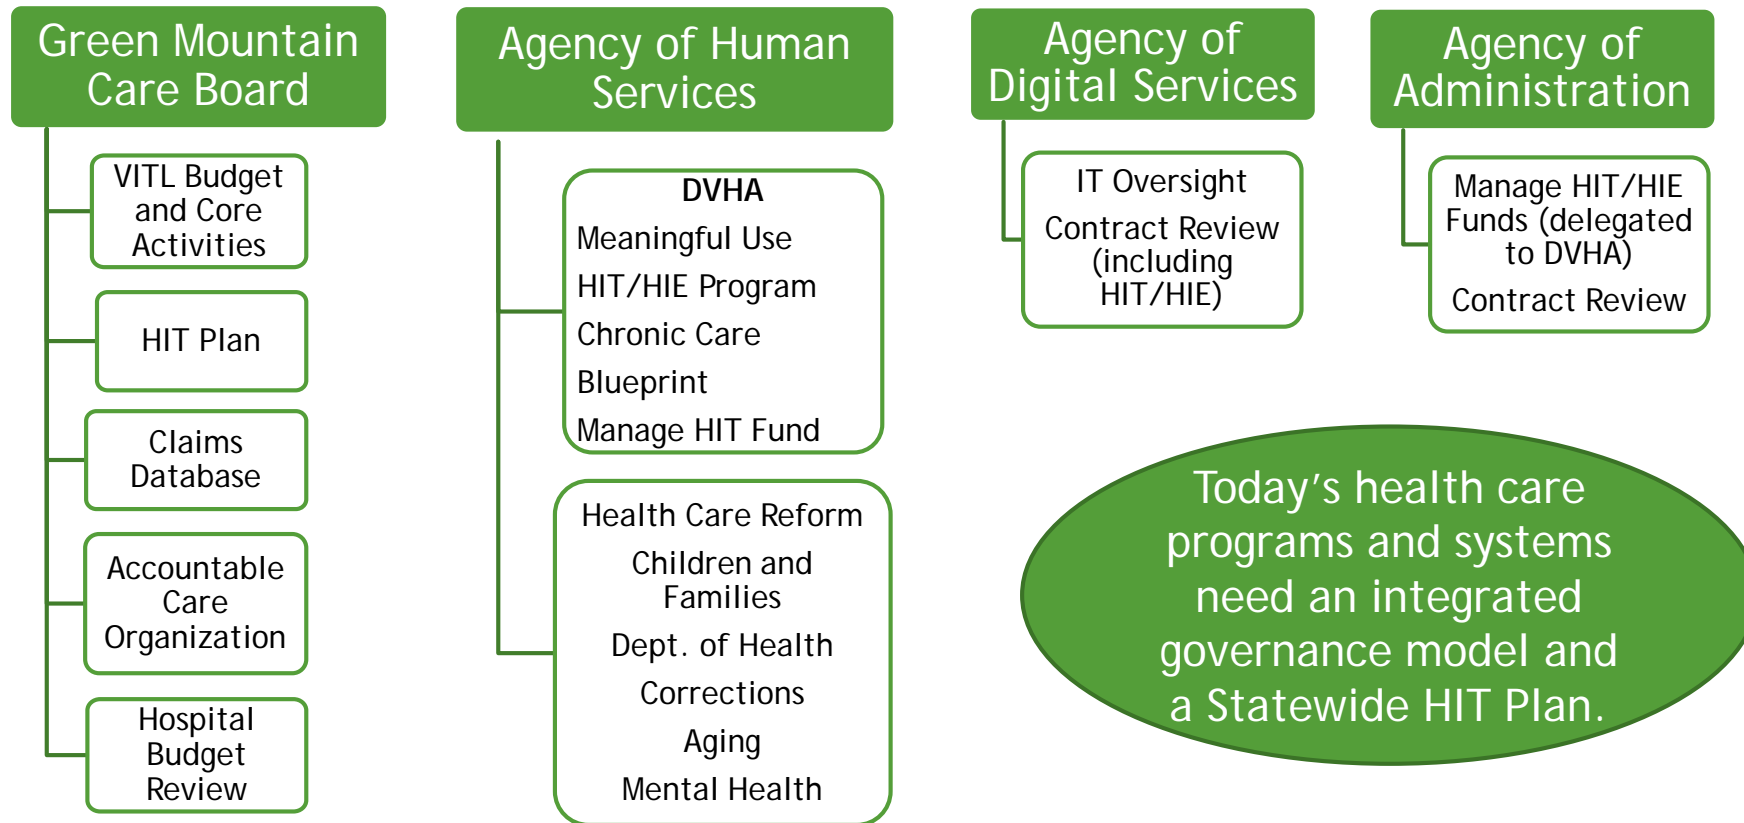 Green Mountain
Care Board
VITL Budget
and Core
Activities
HIT Plan
Claims
Database
Accountable
Care
Organization
Hospital
Budget
Review
Agency of Human
Services
DVHA
Meaningful Use
HIT/HIE Program
Chronic Care
Blueprint
Manage HIT Fund
Health Care Reform
Children and
Families
Dept. of Health
Corrections
Aging
Mental Health
Agency of
Digital Services
IT Oversight
Contract Review
(including
HIT/HIE)
Agency of
Administration
Manage HIT/HIE
Funds (delegated
to DVHA)
Contract Review
Today's health care
programs and systems
need an integrated
governance model and
a Statewide HIT Plan.